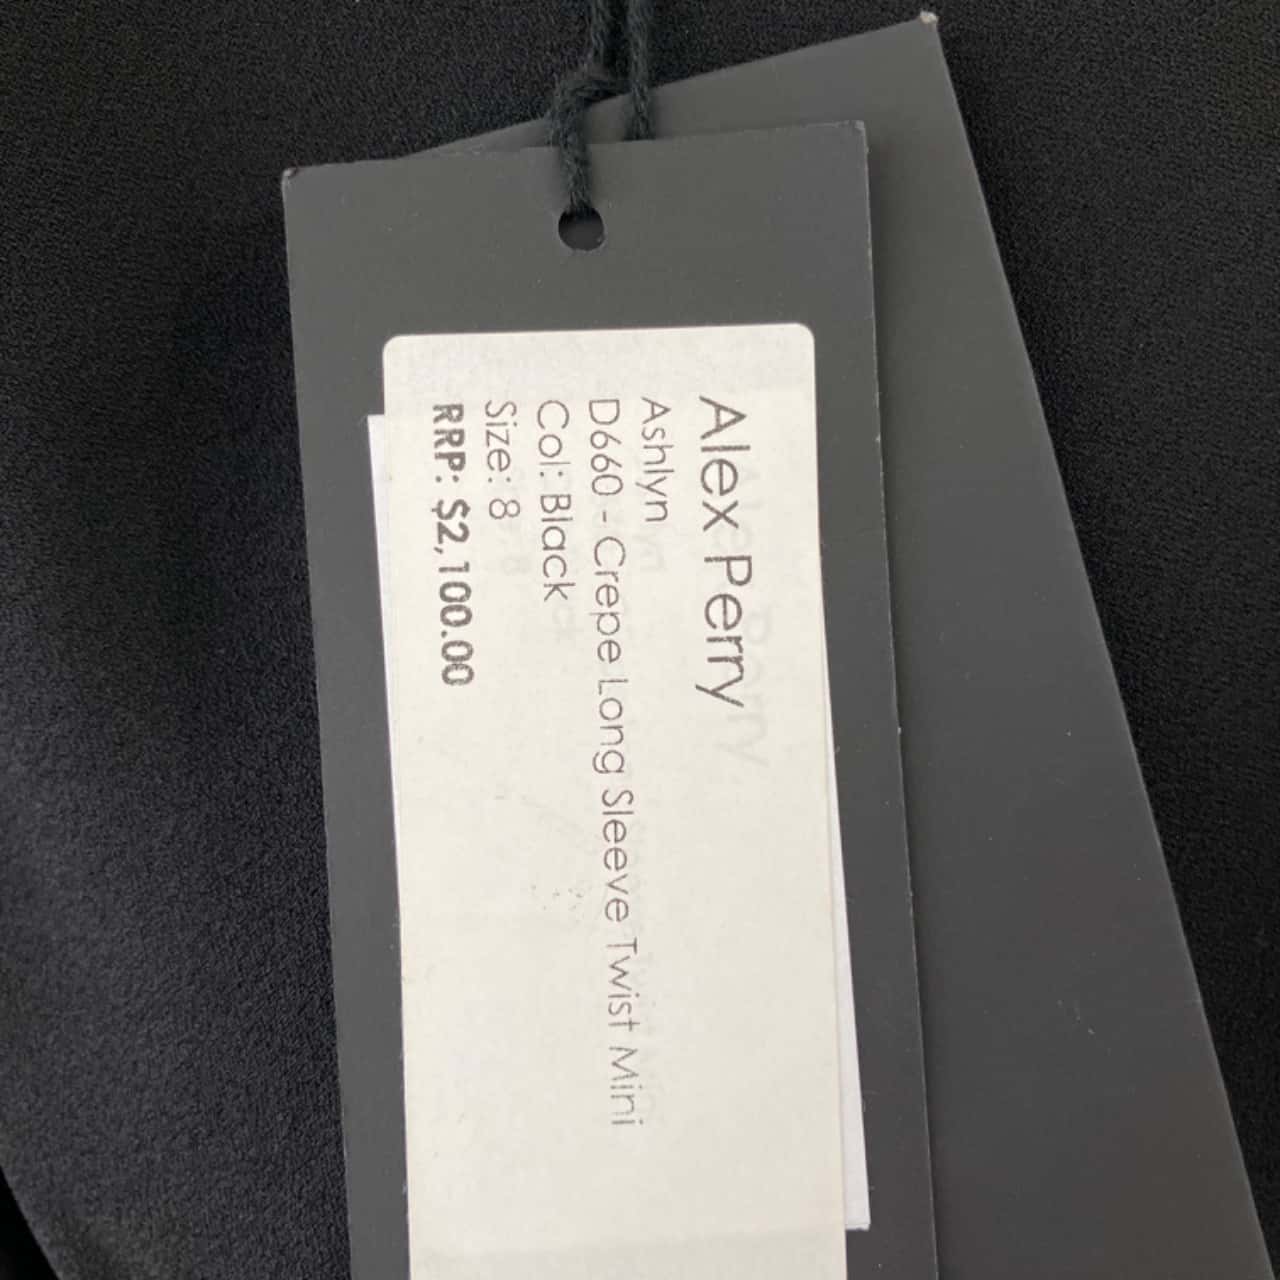 Alex Perry
Ashlyn
D660 - Crepe Long Sleeve Twist Mini
Col: Black
Size: 8
RRP: $2,100.00